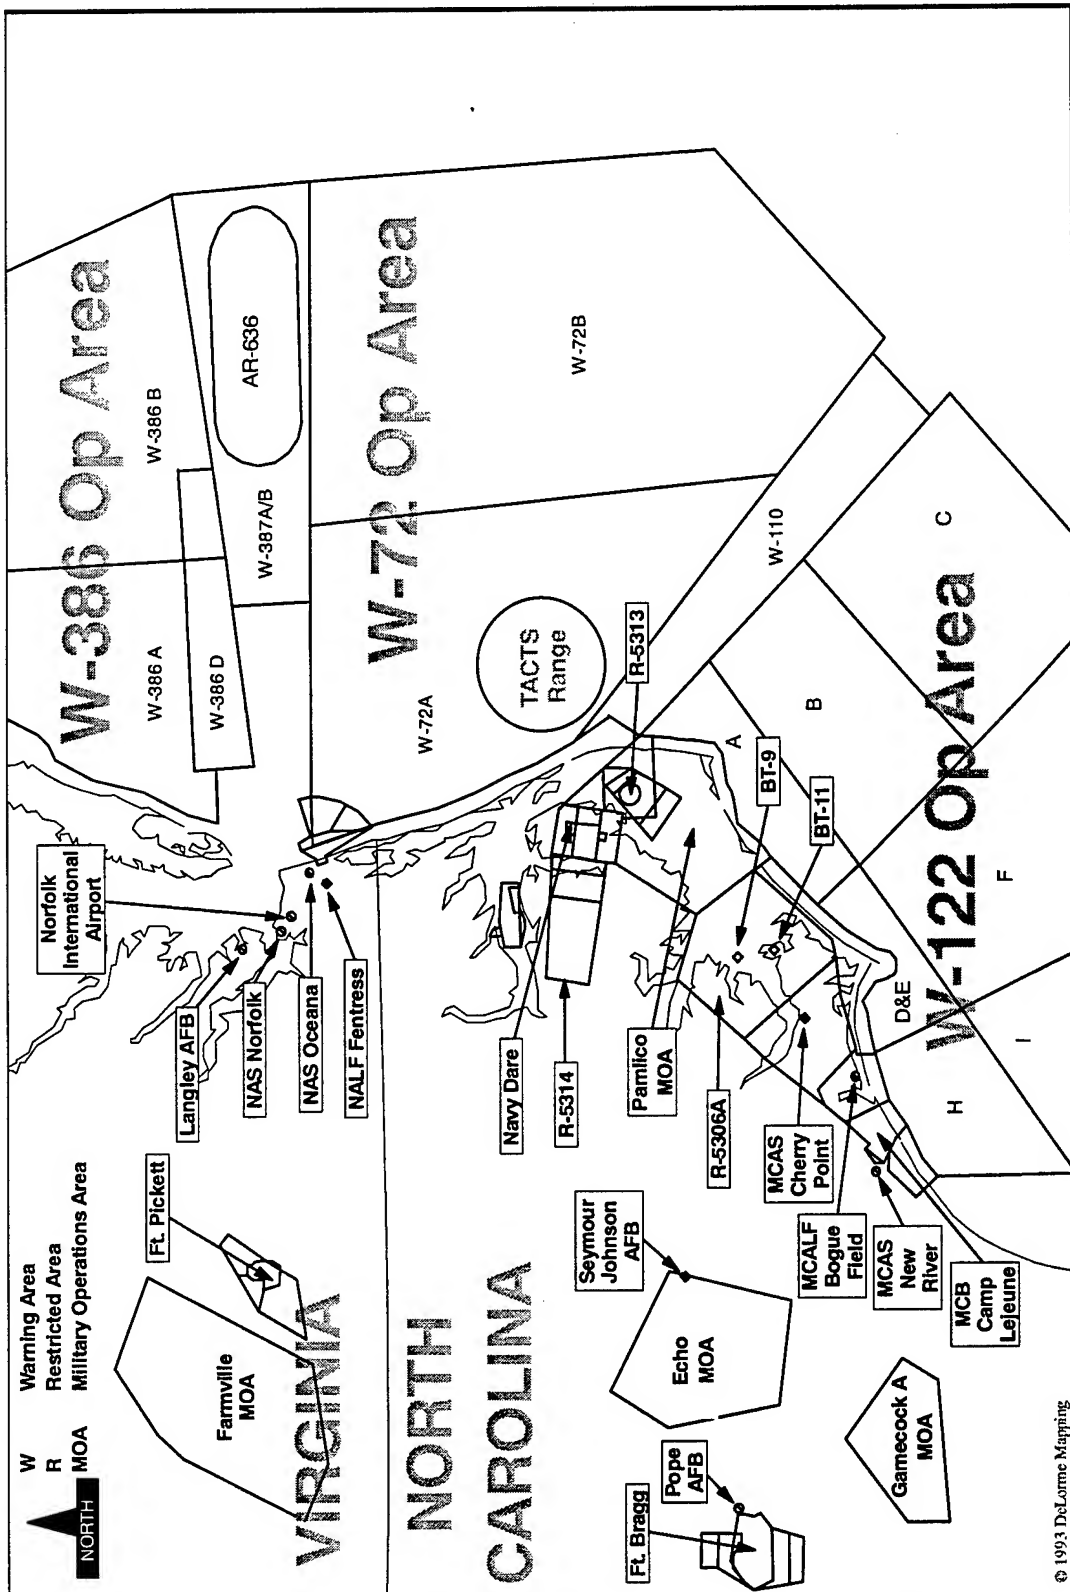 W Warning Area
R Restricted Area
MOA Military Operations Area
NORTH
W-386 Op Area
W-386 A
W-386 B
W-386 D
W-387A/B
AR-636
W-72 Op Area
W-72A
W-72B
TACTS
Range
W-110
W-122 Op Area
A
B
C
D&E
F
H
I
Norfolk
International
Airport
Langley AFB
NAS Norfolk
NAS Oceana
NALF Fentress
Ft. Pickett
Farmville
MOA
VIRGINIA
NORTH
CAROLINA
Navy Dare
R-5314
R-5313
Pamlico
MOA
R-5306A
BT-9
BT-11
MCAS
Cherry
Point
MCALF
Bogue
Field
MCAS
New
River
MCB
Camp
Lejeune
Seymour
Johnson
AFB
Echo
MOA
Pope
AFB
Ft. Bragg
Gamecock A
MOA
© 1993 DeLorme Mapping